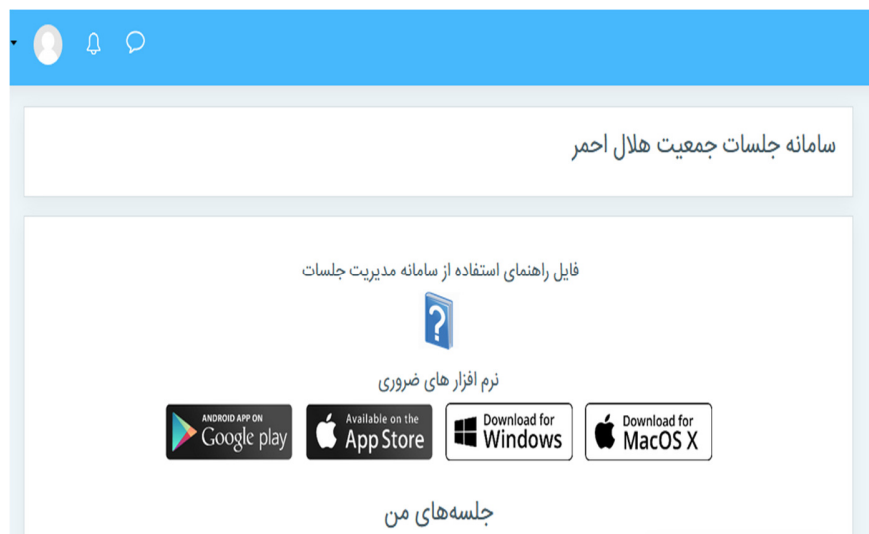 سامانه جلسات جمعیت هلال احمر
فایل راهنمای استفاده از سامانه مدیریت جلسات
?
نرم افزار های ضروری
ANDROID APP ON
Google play
Available on the
App Store
Download for
Windows
Download for
MacOS X
جلسه‌های من